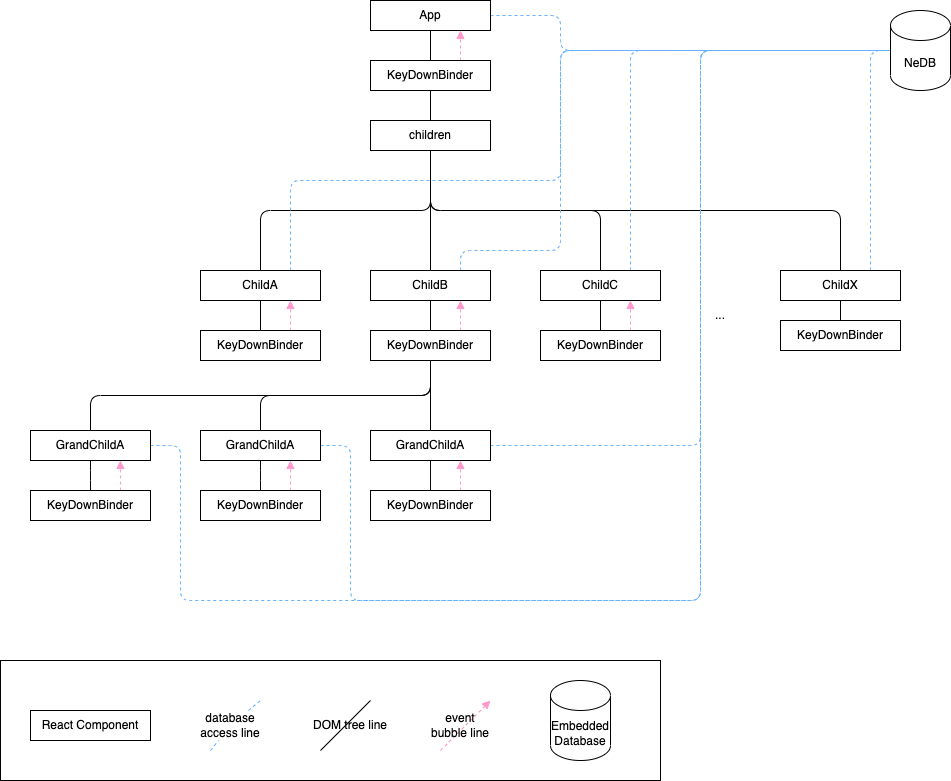 App
NeDB
KeyDownBinder
children
ChildA
ChildB
ChildC
ChildX
...
KeyDownBinder
KeyDownBinder
KeyDownBinder
KeyDownBinder
GrandChildA
GrandChildA
GrandChildA
KeyDownBinder
KeyDownBinder
KeyDownBinder
React Component
database
access line
DOM tree line
event
bubble line
Embedded
Database